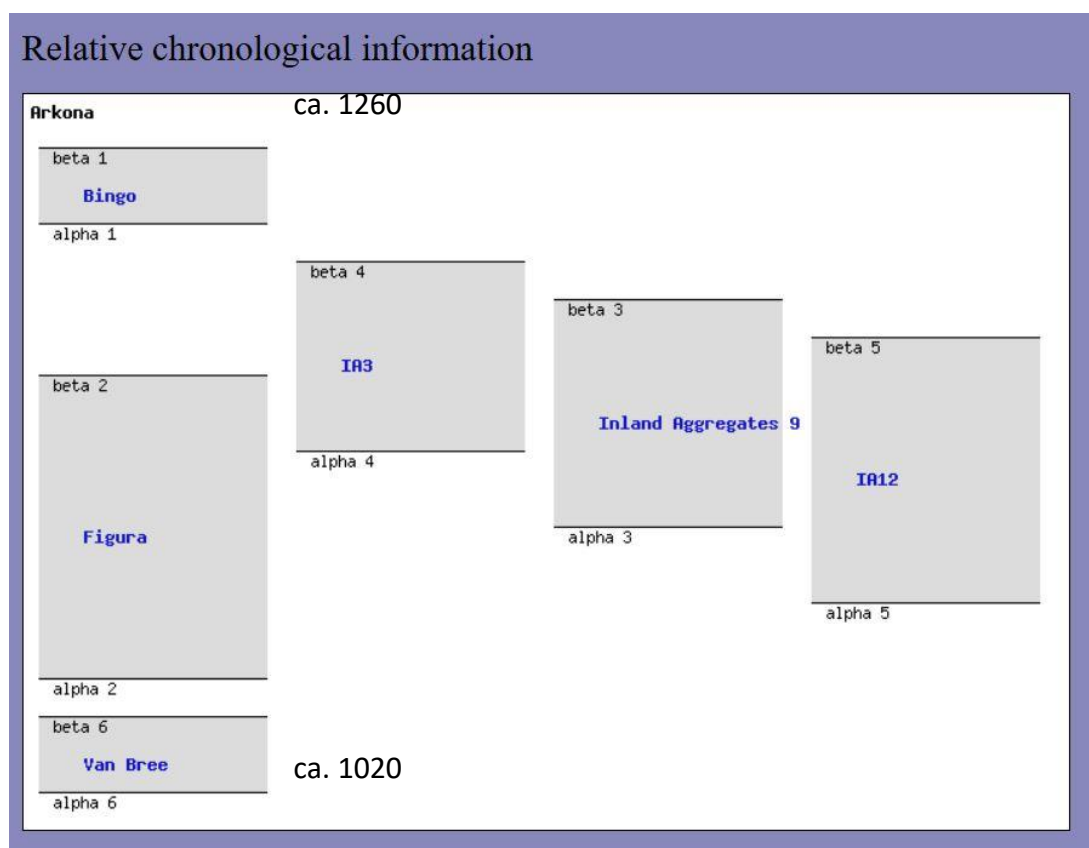 Relative chronological information
Arkona
ca. 1260
beta 1
Bingo
alpha 1
beta 4
IA3
alpha 4
beta 3
Inland Aggregates 9
alpha 3
beta 5
IA12
alpha 5
beta 2
Figura
alpha 2
beta 6
Van Bree
alpha 6
ca. 1020